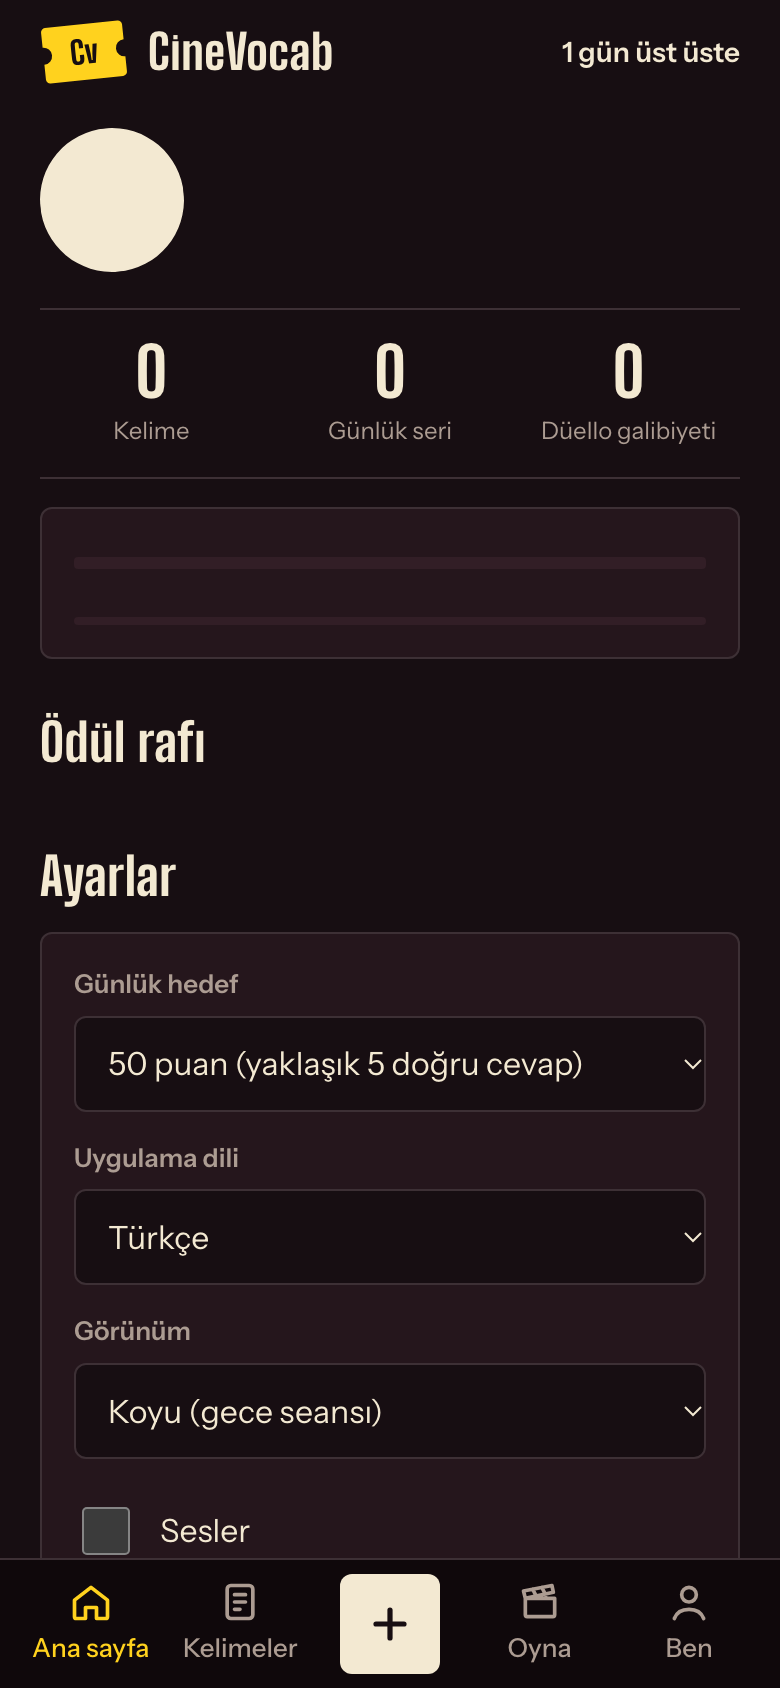 Cv CineVocab 1 gün üst üste
0 0 0
Kelime Günlük seri Düello galibiyeti
Ödül rafı
Ayarlar
Günlük hedef
50 puan (yaklaşık 5 doğru cevap)
Uygulama dili
Türkçe
Görünüm
Koyu (gece seansı)
Sesler
Ana sayfa Kelimeler Oyna Ben